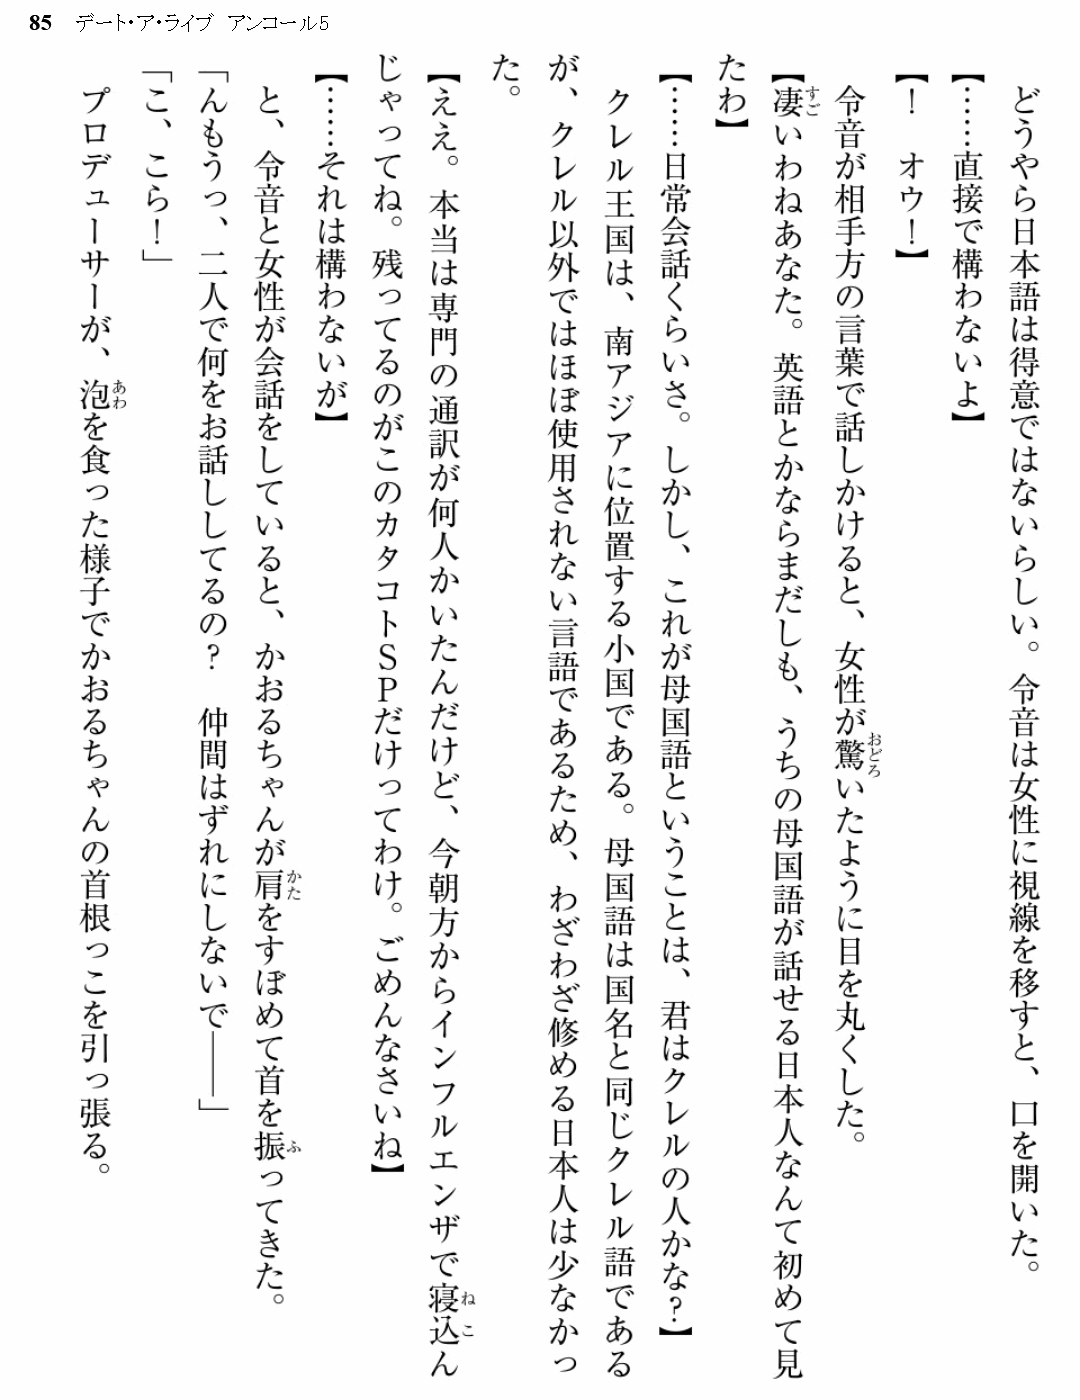 85 デート・ア・ライブ アンコール5
どうやら日本語は得意ではないらしい。令音は女性に視線を移すと、口を開いた。
【……直接で構わないよ】
【！　オウ！】
令音が相手方の言葉で話しかけると、女性が驚いたように目を丸くした。
【凄いわねあなた。英語とかならまだしも、うちの母国語が話せる日本人なんて初めて見
たわ】
【……日常会話くらいさ。しかし、これが母国語ということは、君はクレルの人かな？】
クレル王国は、南アジアに位置する小国である。母国語は国名と同じクレル語である
が、クレル以外ではほぼ使用されない言語であるため、わざわざ修める日本人は少なかっ
た。
【ええ。本当は専門の通訳が何人かいたんだけど、今朝方からインフルエンザで寝込ん
じゃってね。残ってるのがこのカタコトＳＰだけってわけ。ごめんなさいね】
【……それは構わないが】
と、令音と女性が会話をしていると、かおるちゃんが肩をすぼめて首を振ってきた。
「んもうっ、二人で何をお話ししてるの？　仲間はずれにしないで――」
「こ、こら！」
プロデューサーが、泡を食った様子でかおるちゃんの首根っこを引っ張る。